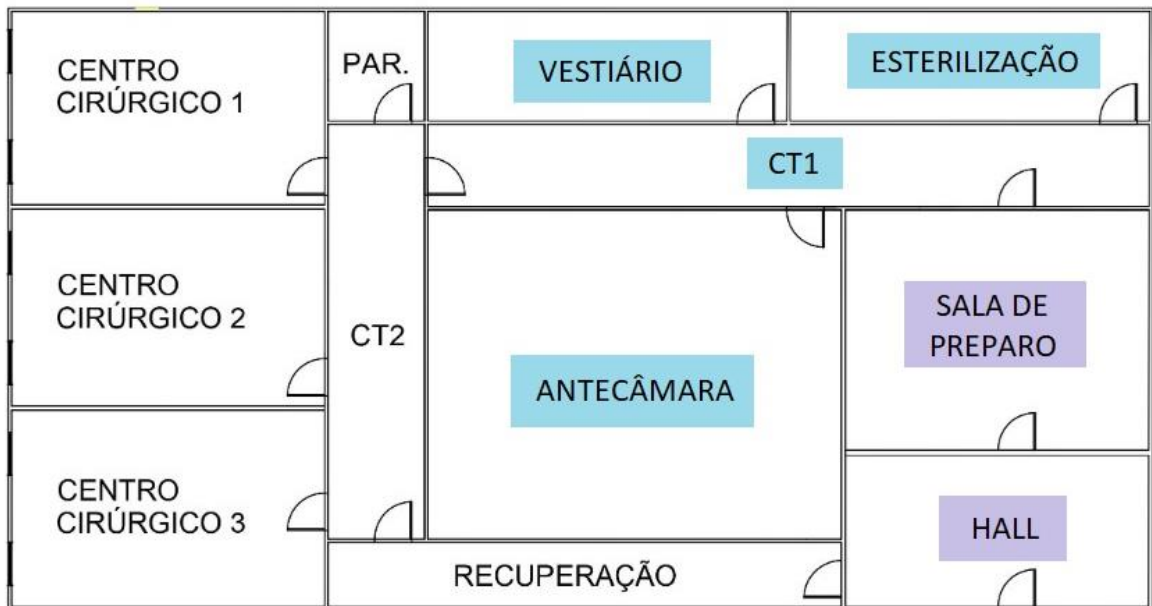 CENTRO
CIRÚRGICO 1
PAR.
VESTIÁRIO
ESTERILIZAÇÃO
CT1
CENTRO
CIRÚRGICO 2
CT2
ANTECÂMARA
SALA DE
PREPARO
CENTRO
CIRÚRGICO 3
RECUPERAÇÃO
HALL